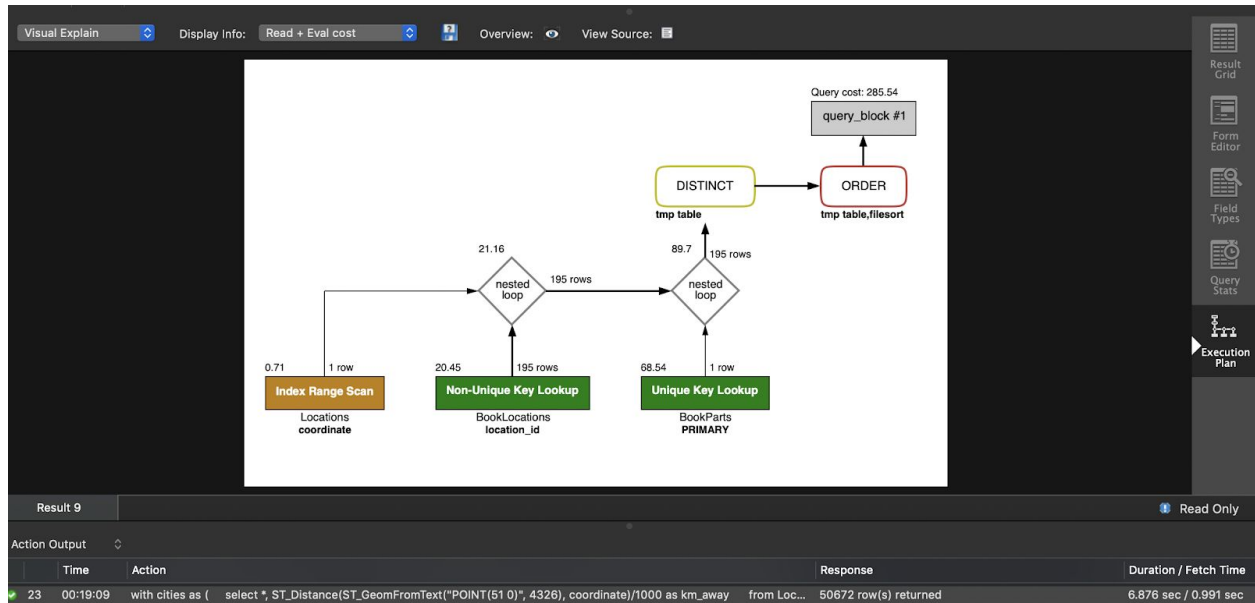 Visual Explain
Display Info: Read + Eval cost
Overview:
View Source:
Result Grid
Form Editor
Field Types
Query Stats
Execution Plan
Query cost: 285.54
query_block #1
DISTINCT
ORDER
tmp table
tmp table,filesort
21.16
89.7
195 rows
nested loop
195 rows
nested loop
0.71
1 row
20.45
195 rows
68.54
1 row
Index Range Scan
Non-Unique Key Lookup
Unique Key Lookup
Locations
BookLocations
BookParts
coordinate
location_id
PRIMARY
Result 9
Read Only
Action Output
Time Action Response Duration / Fetch Time
23 00:19:09 with cities as ( select *, ST_Distance(ST_GeomFromText("POINT(51 0)", 4326), coordinate)/1000 as km_away from Loc... 50672 row(s) returned 6.876 sec / 0.991 sec